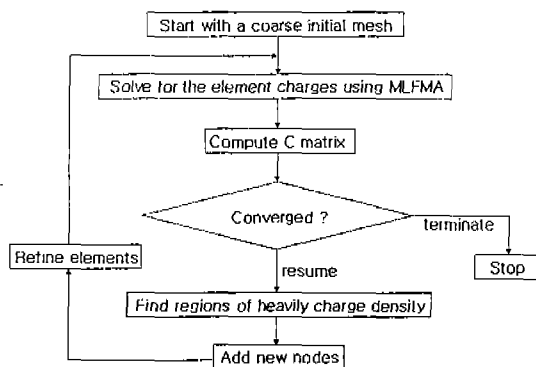 Start with a coarse initial mesh
Solve for the element charges using MLFMA
Compute C matrix
Converged ?
terminate
Refine elements
resume
Stop
Find regions of heavily charge density
Add new nodes